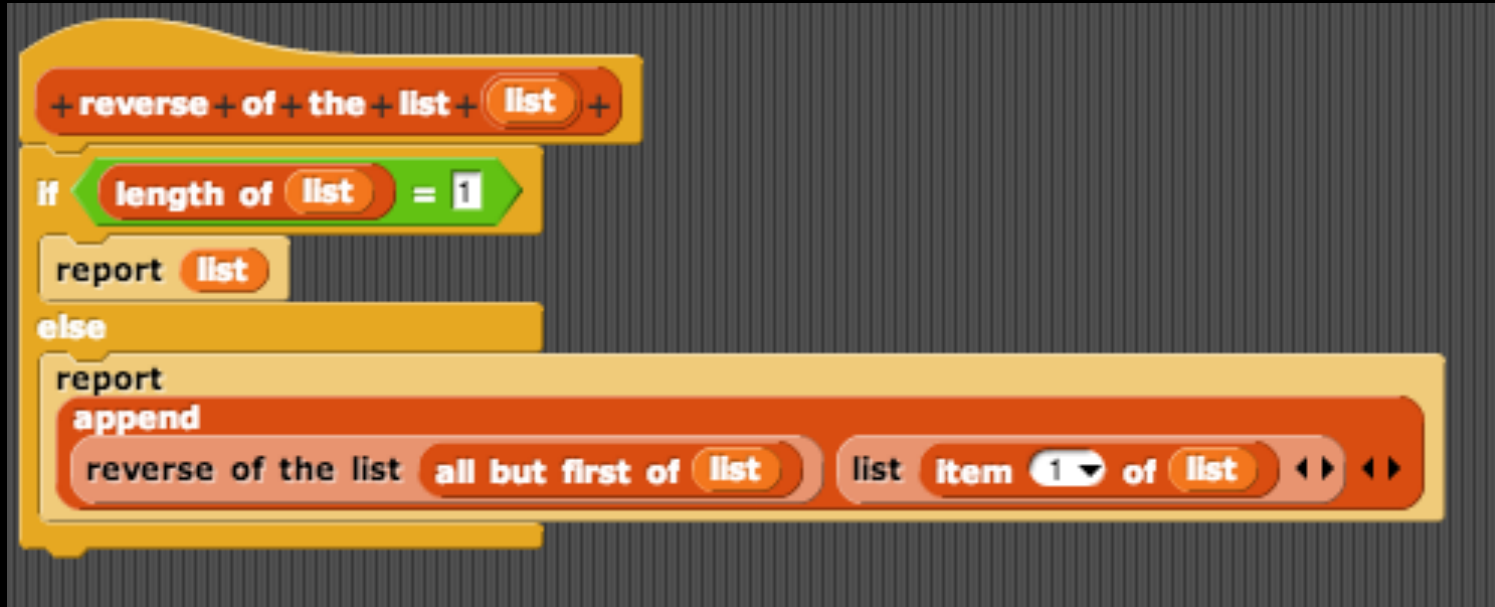 + reverse + of + the + list + list +
if length of list = 1
report list
else
report
append
reverse of the list all but first of list list item 1 of list